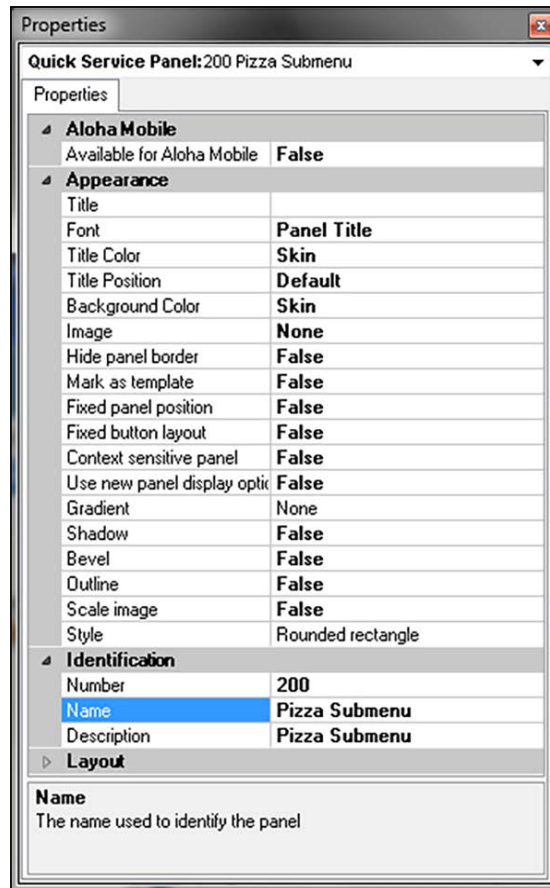 Properties
Quick Service Panel:200 Pizza Submenu
Properties
Aloha Mobile
Available for Aloha Mobile False
Appearance
Title
Font Panel Title
Title Color Skin
Title Position Default
Background Color Skin
Image None
Hide panel border False
Mark as template False
Fixed panel position False
Fixed button layout False
Context sensitive panel False
Use new panel display optic False
Gradient None
Shadow False
Bevel False
Outline False
Scale image False
Style Rounded rectangle
Identification
Number 200
Name Pizza Submenu
Description Pizza Submenu
Layout
Name
The name used to identify the panel